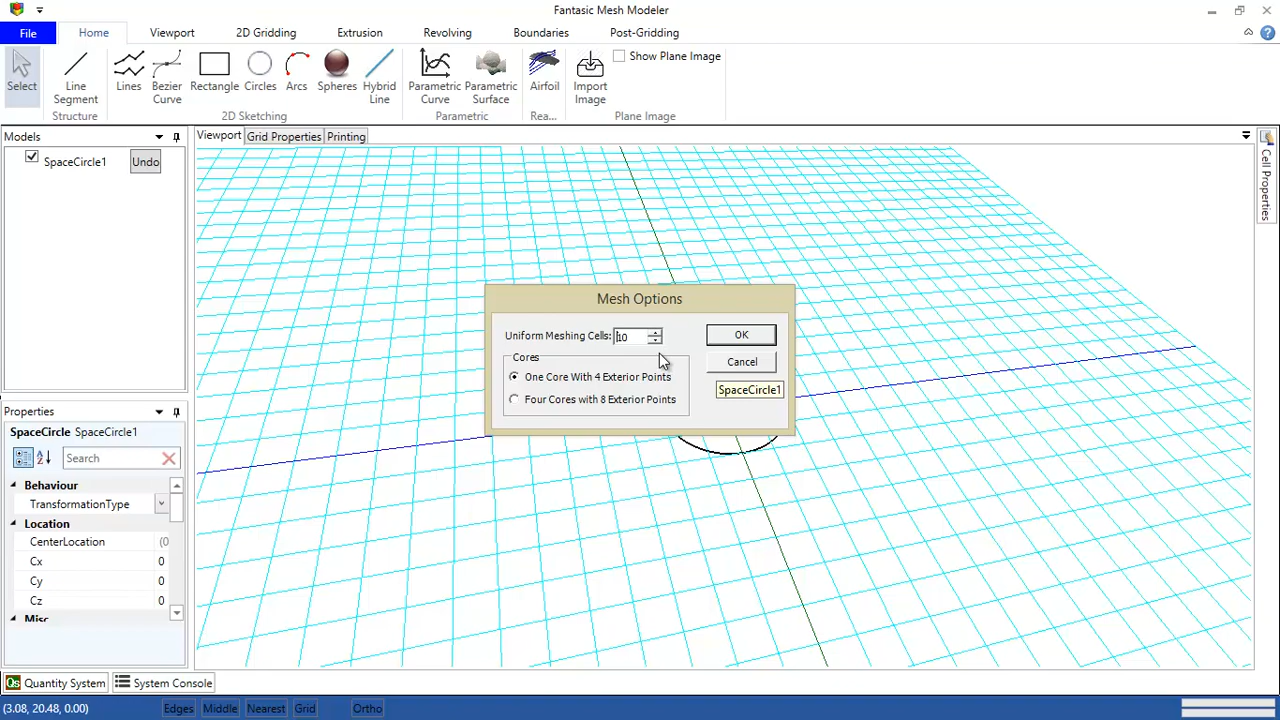 Fantasic Mesh Modeler
File Home Viewport 2D Gridding Extrusion Revolving Boundaries Post-Gridding
Select Line Segment Lines Bezier Curve Rectangle Circles Arcs Spheres Hybrid Line Parametric Curve Parametric Surface Airfoil Import Image Show Plane Image
Structure 2D Sketching Parametric Rea... Plane Image
Models
Viewport Grid Properties Printing
SpaceCircle1 Undo
Cell Properties
Mesh Options
Uniform Meshing Cells: 10 OK
Cores
Cancel
One Core With 4 Exterior Points
SpaceCircle1
Four Cores with 8 Exterior Points
Properties
SpaceCircle SpaceCircle1
A Z Search
Behaviour
TransformationType
Location
CenterLocation (0
Cx 0
Cy 0
Cz 0
Misc
Qs Quantity System System Console
(3.08, 20.48, 0.00) Edges Middle Nearest Grid Ortho